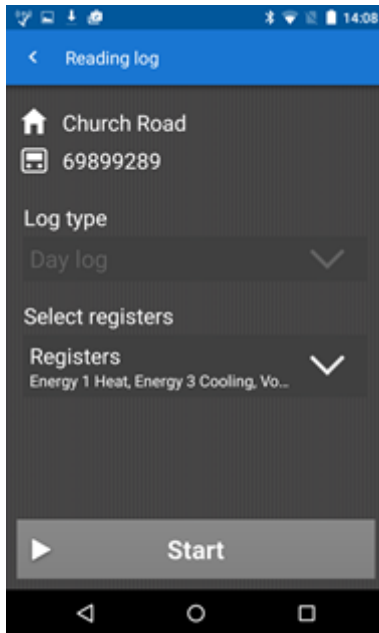 14:08
Reading log
Church Road
69899289
Log type
Day log
Select registers
Registers
Energy 1 Heat, Energy 3 Cooling, Vo...
Start